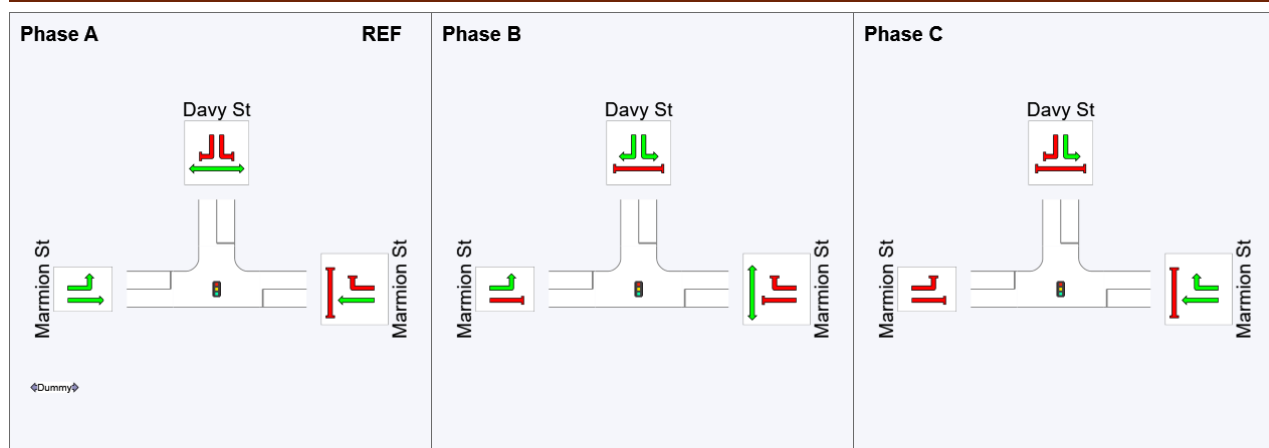 Phase A
REF
Davy St
Marmion St
Marmion St
Dummy
Phase B
Davy St
Marmion St
Marmion St
Phase C
Davy St
Marmion St
Marmion St